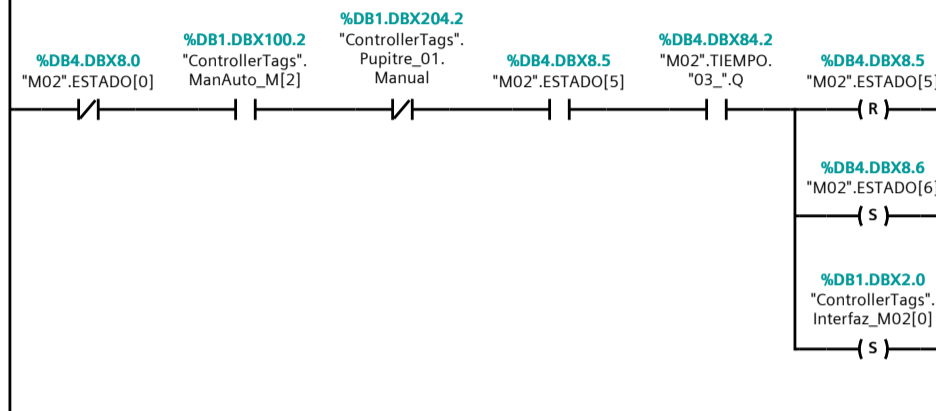 %DB4.DBX8.0
"M02".ESTADO[0]
%DB1.DBX100.2
"ControllerTags".
ManAuto_M[2]
%DB1.DBX204.2
"ControllerTags".
Pupitre_01.
Manual
%DB4.DBX8.5
"M02".ESTADO[5]
%DB4.DBX84.2
"M02".TIEMPO.
"03_".Q
%DB4.DBX8.5
"M02".ESTADO[5]
R
%DB4.DBX8.6
"M02".ESTADO[6]
S
%DB1.DBX2.0
"ControllerTags".
Interfaz_M02[0]
S